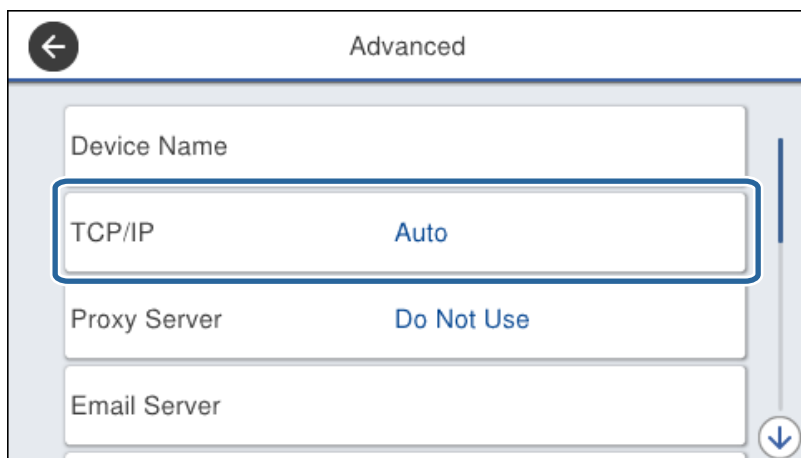 Advanced
Device Name
TCP/IP Auto
Proxy Server Do Not Use
Email Server